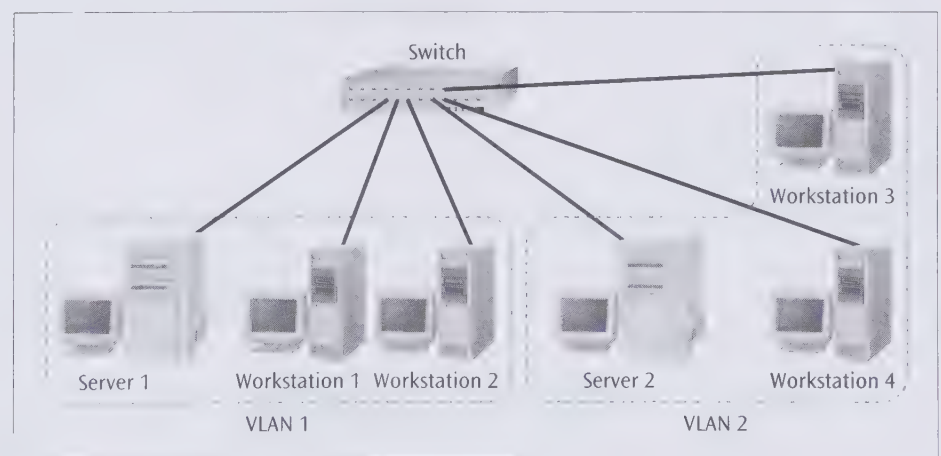 Switch
Workstation 3
Server 1
Workstation 1
Workstation 2
Server 2
Workstation 4
VLAN 1
VLAN 2